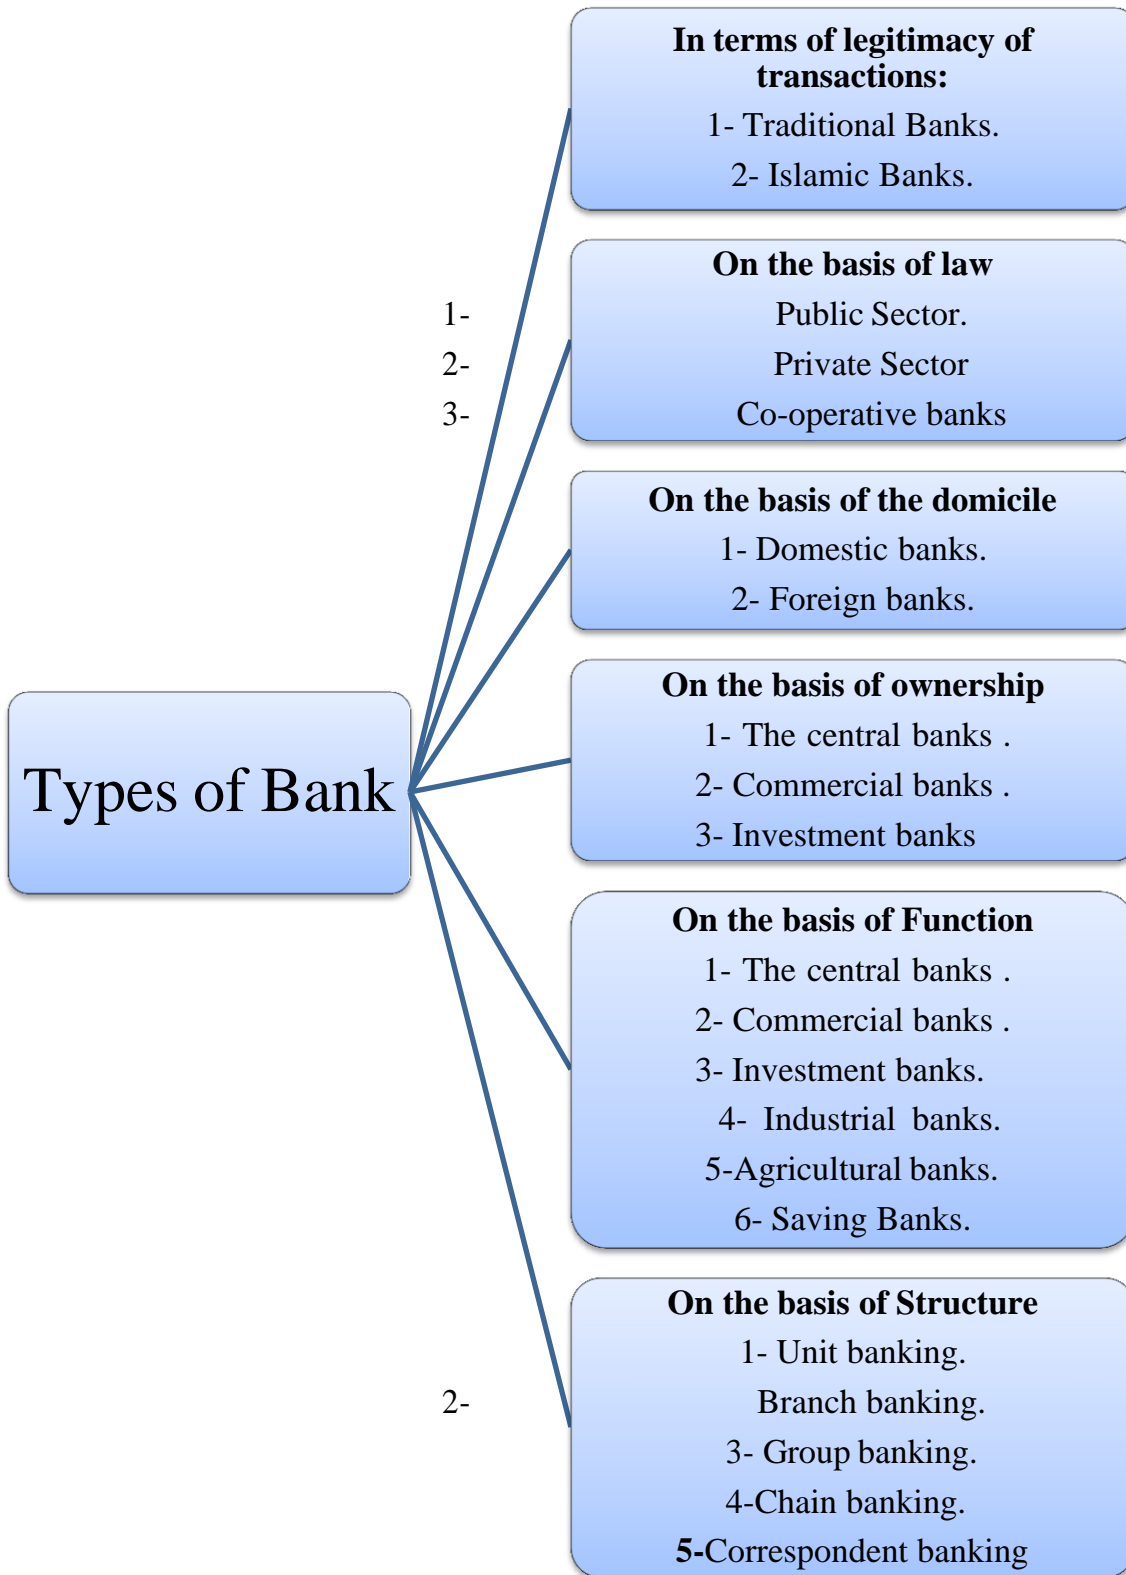 In terms of legitimacy of
transactions:
1- Traditional Banks.
2- Islamic Banks.
On the basis of law
1- Public Sector.
2- Private Sector
3- Co-operative banks
On the basis of the domicile
1- Domestic banks.
2- Foreign banks.
On the basis of ownership
1- The central banks .
2- Commercial banks .
3- Investment banks
Types of Bank
On the basis of Function
1- The central banks .
2- Commercial banks .
3- Investment banks.
4- Industrial banks.
5-Agricultural banks.
6- Saving Banks.
On the basis of Structure
1- Unit banking.
2- Branch banking.
3- Group banking.
4-Chain banking.
5-Correspondent banking